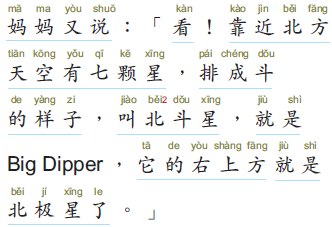 mā ma yòu shuō kàn kào jìn běi fāng
妈妈又说：「看！靠近北方
tiān kōng yǒu qī kē xīng pái chéng dǒu
天空有七颗星，排成斗
de yàng zi jiào běi2 dǒu xīng jiù shì
的样子，叫北斗星，就是
tā de yòu shàng fāng jiù shì
Big Dipper，它的右上方就是
běi jí xīng le
北极星了。」